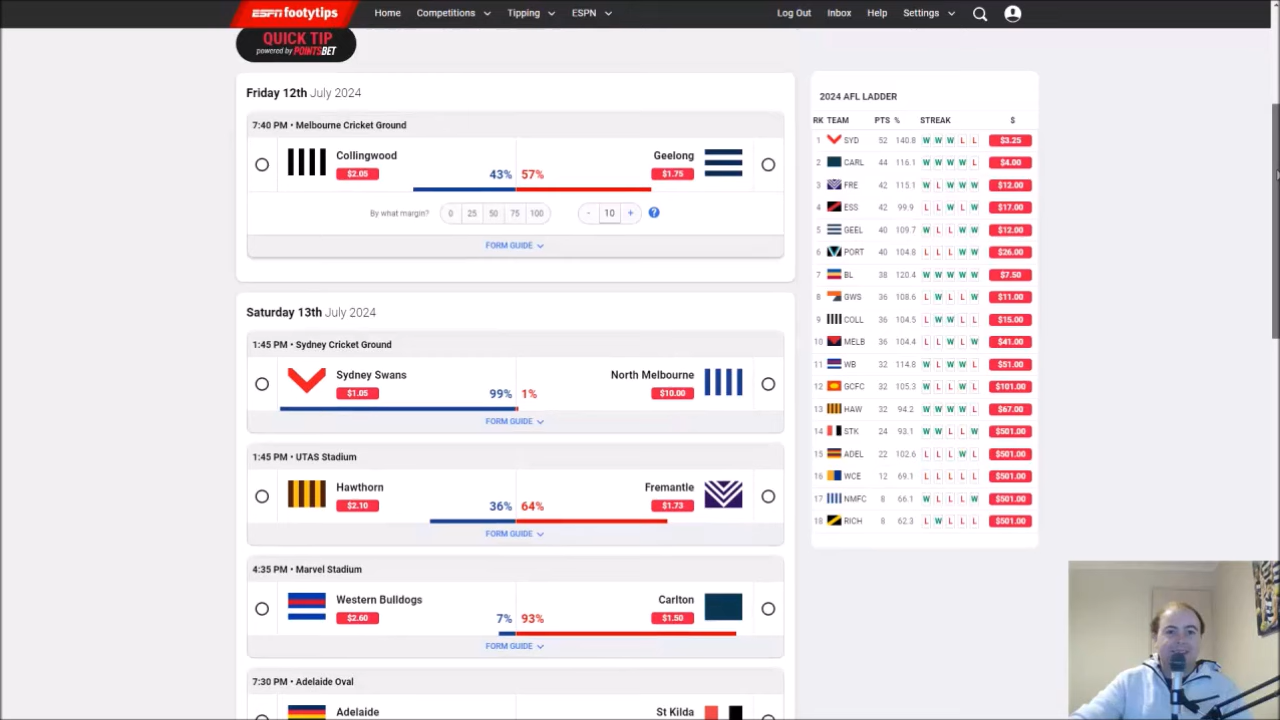 ESPN footytips Home Competitions Tipping ESPN Log Out Inbox Help Settings
QUICK TIP
powered by POINTSBET
Friday 12th July 2024
7:40 PM • Melbourne Cricket Ground
Collingwood Geelong
$2.05 43% 57% $1.75
By what margin? 0 25 50 75 100 - 10 + ?
FORM GUIDE
Saturday 13th July 2024
1:45 PM • Sydney Cricket Ground
Sydney Swans North Melbourne
$1.05 99% 1% $10.00
FORM GUIDE
1:45 PM • UTAS Stadium
Hawthorn Fremantle
$2.10 36% 64% $1.73
FORM GUIDE
4:35 PM • Marvel Stadium
Western Bulldogs Carlton
$2.60 7% 93% $1.50
FORM GUIDE
7:30 PM • Adelaide Oval
Adelaide St Kilda
2024 AFL LADDER
RK TEAM PTS % STREAK $
1 SYD 52 140.8 W W W L L $3.25
2 CARL 44 116.1 W W W W L $4.00
3 FRE 42 115.1 W L W W W $12.00
4 ESS 42 99.9 L L W L W $17.00
5 GEEL 40 109.7 W L L W W $12.00
6 PORT 40 104.8 L L L W W $26.00
7 BL 38 120.4 W W W W W $7.50
8 GWS 36 108.6 L W L L W $11.00
9 COLL 36 104.5 L W W L L $15.00
10 MELB 36 104.4 L L W L W $41.00
11 WB 32 114.8 W L W L W $51.00
12 GCFC 32 105.3 W L L L W $101.00
13 HAW 32 94.2 W W W W L $67.00
14 STK 24 93.1 W W L L W $501.00
15 ADEL 22 102.6 L L L W L $501.00
16 WCE 12 69.1 L L L L L $501.00
17 NMFC 8 66.1 W L L L W $501.00
18 RICH 8 62.3 L W L L L $501.00